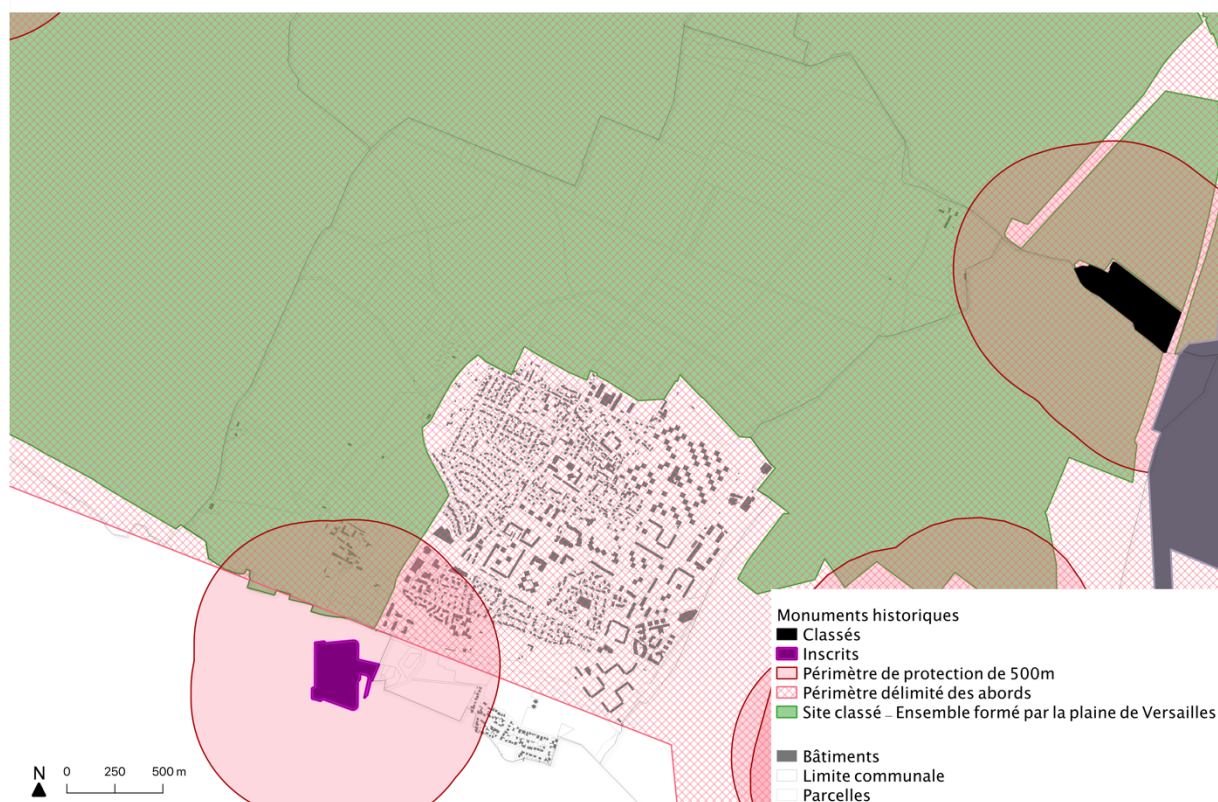 Monuments historiques
Classés
Inscrits
Périmètre de protection de 500m
Périmètre délimité des abords
Site classé – Ensemble formé par la plaine de Versailles
Bâtiments
Limite communale
Parcelles
N
0 250 500 m